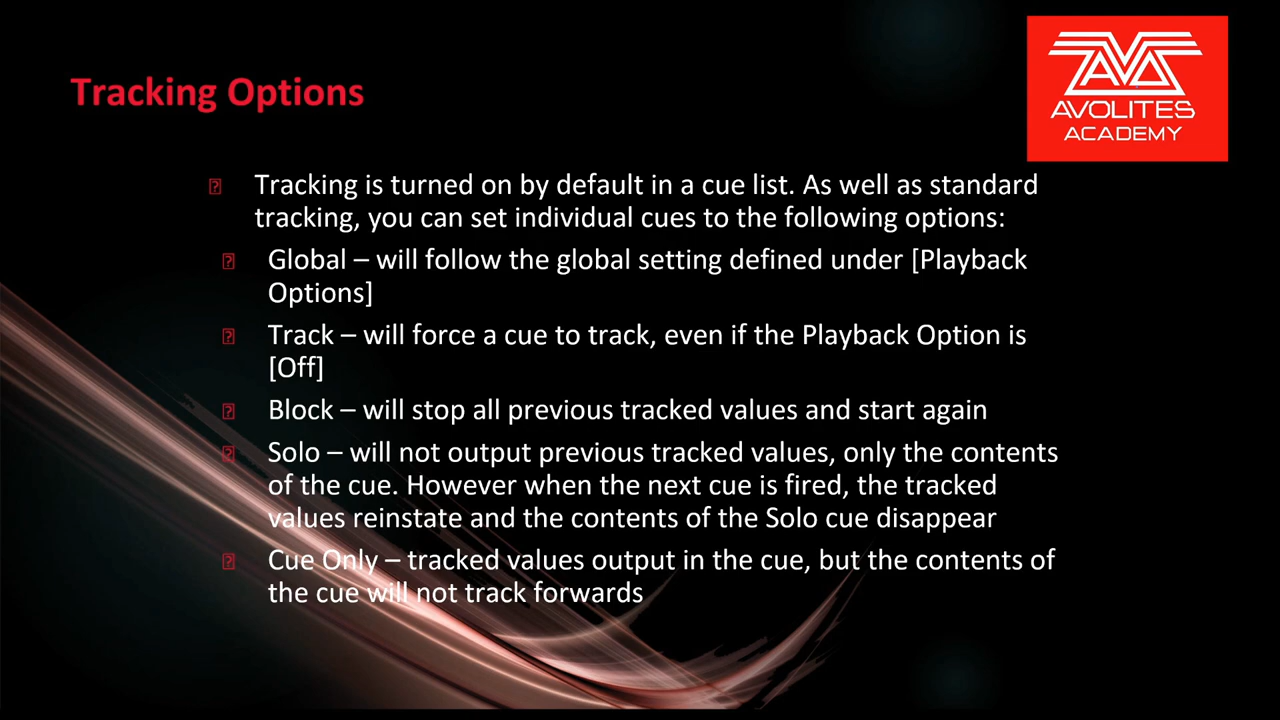 Tracking Options
AVOLITES
ACADEMY
Tracking is turned on by default in a cue list. As well as standard
tracking, you can set individual cues to the following options:
Global – will follow the global setting defined under [Playback
Options]
Track – will force a cue to track, even if the Playback Option is
[Off]
Block – will stop all previous tracked values and start again
Solo – will not output previous tracked values, only the contents
of the cue. However when the next cue is fired, the tracked
values reinstate and the contents of the Solo cue disappear
Cue Only – tracked values output in the cue, but the contents of
the cue will not track forwards